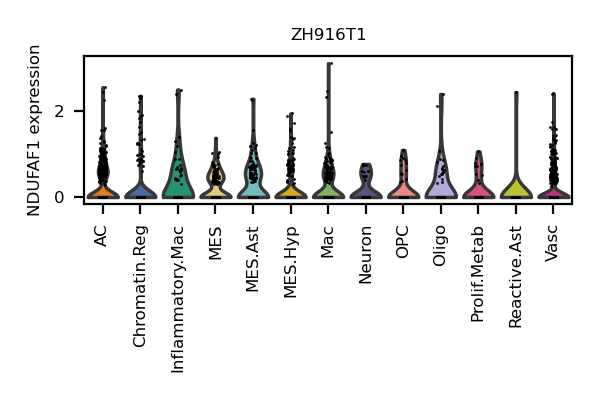 ZH916T1
NDUFAF1 expression
2
0
AC
Chromatin.Reg
Inflammatory.Mac
MES
MES.Ast
MES.Hyp
Mac
Neuron
OPC
Oligo
Prolif.Metab
Reactive.Ast
Vasc